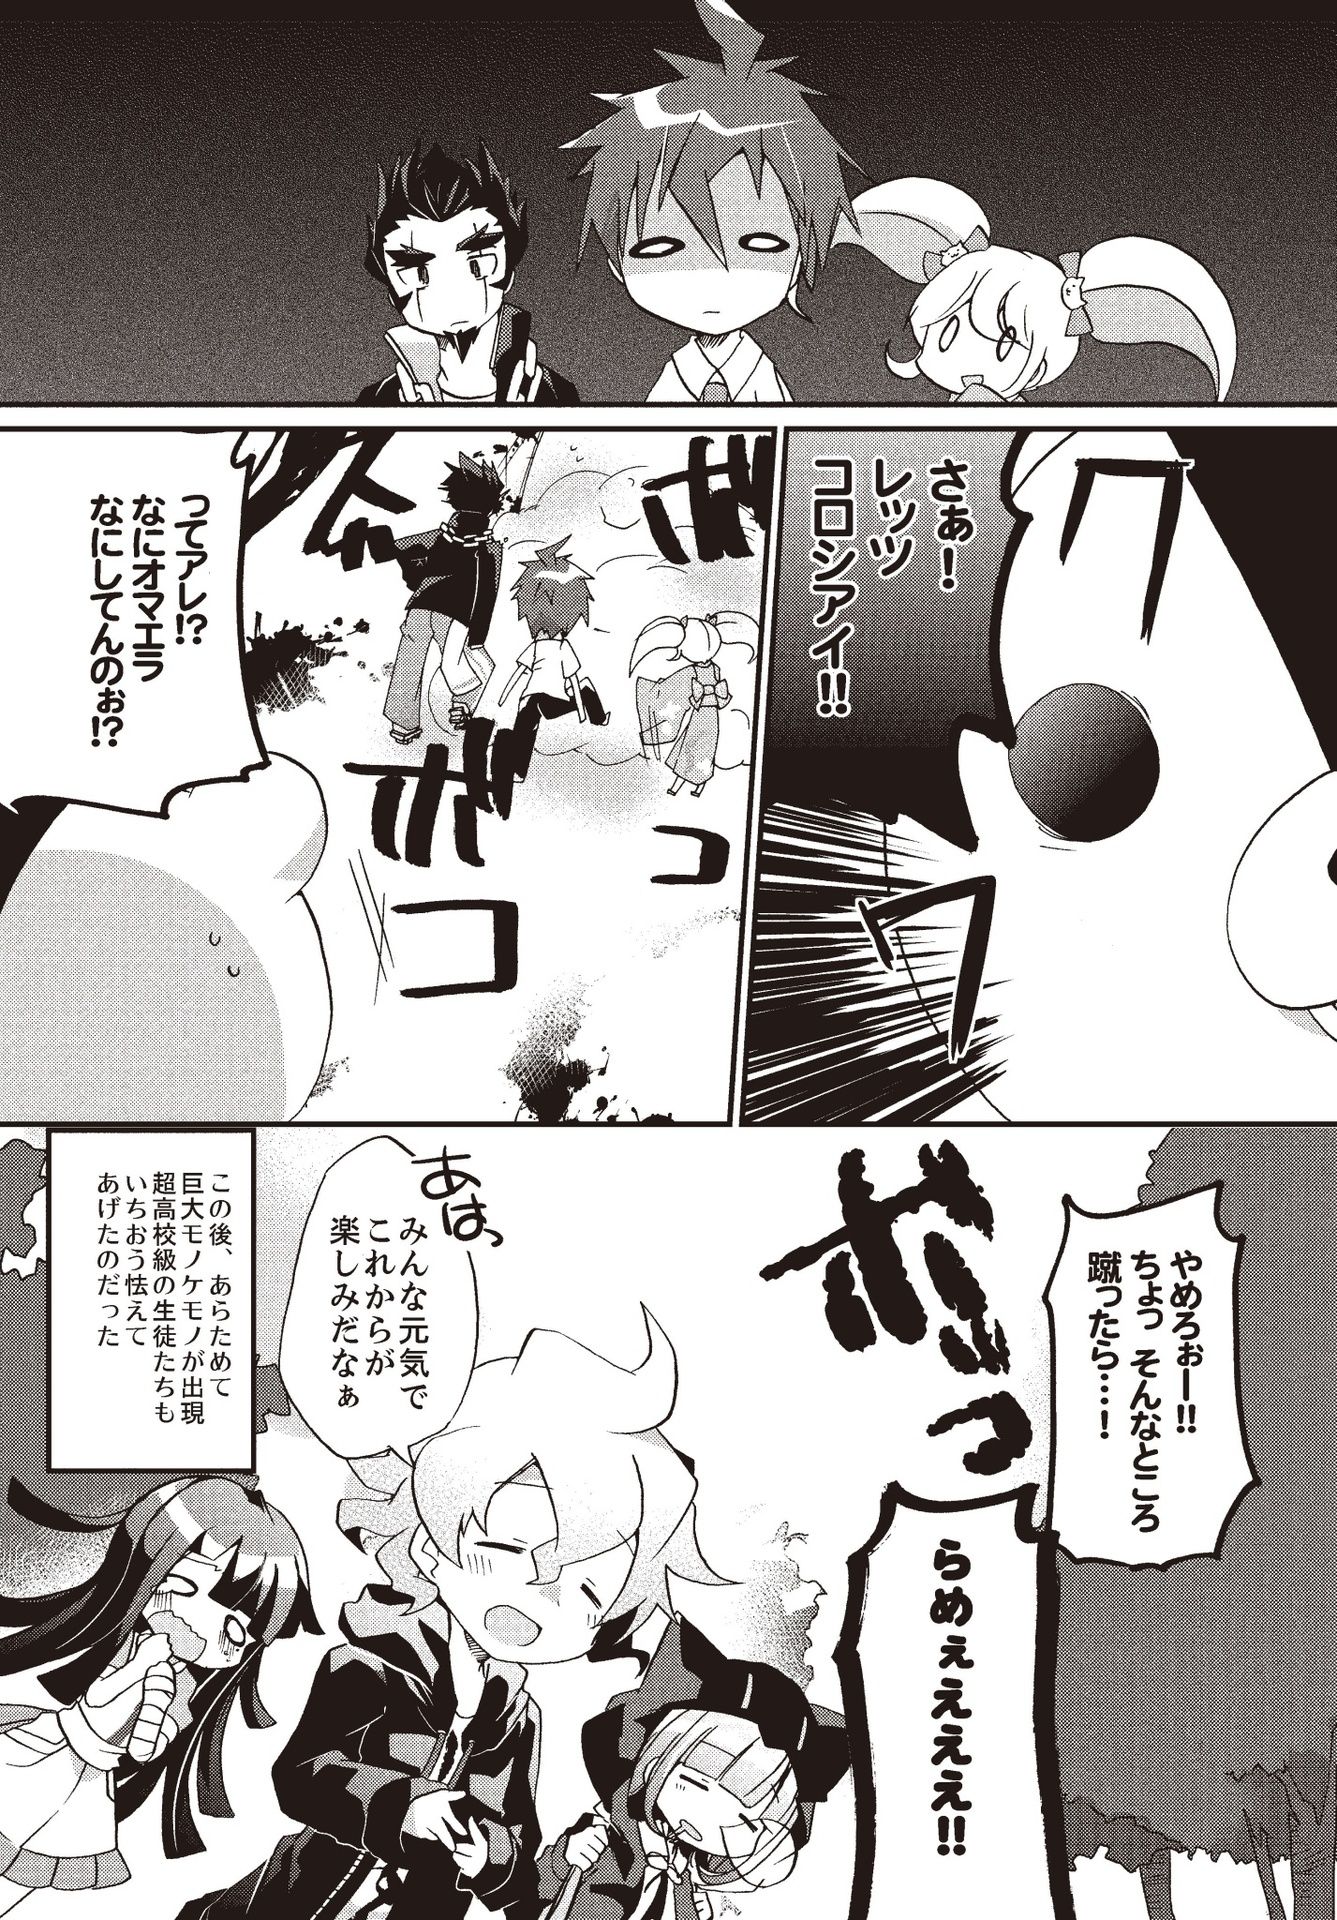 クワッ
さぁ！
レッツ
コロシアイ!!
ボコ
ボコ
ってアレ!?
なにオマエラ
なにしてんのぉ!?
やめろぉー!!
ちょっ そんなところ
蹴ったら…！
らめぇぇぇぇぇ!!
あはっ
みんな元気で
これからが
楽しみだなぁ
この後、あらためて
巨大モノケモノが出現
超高校級の生徒たちも
いちおう怯えて
あげたのだった